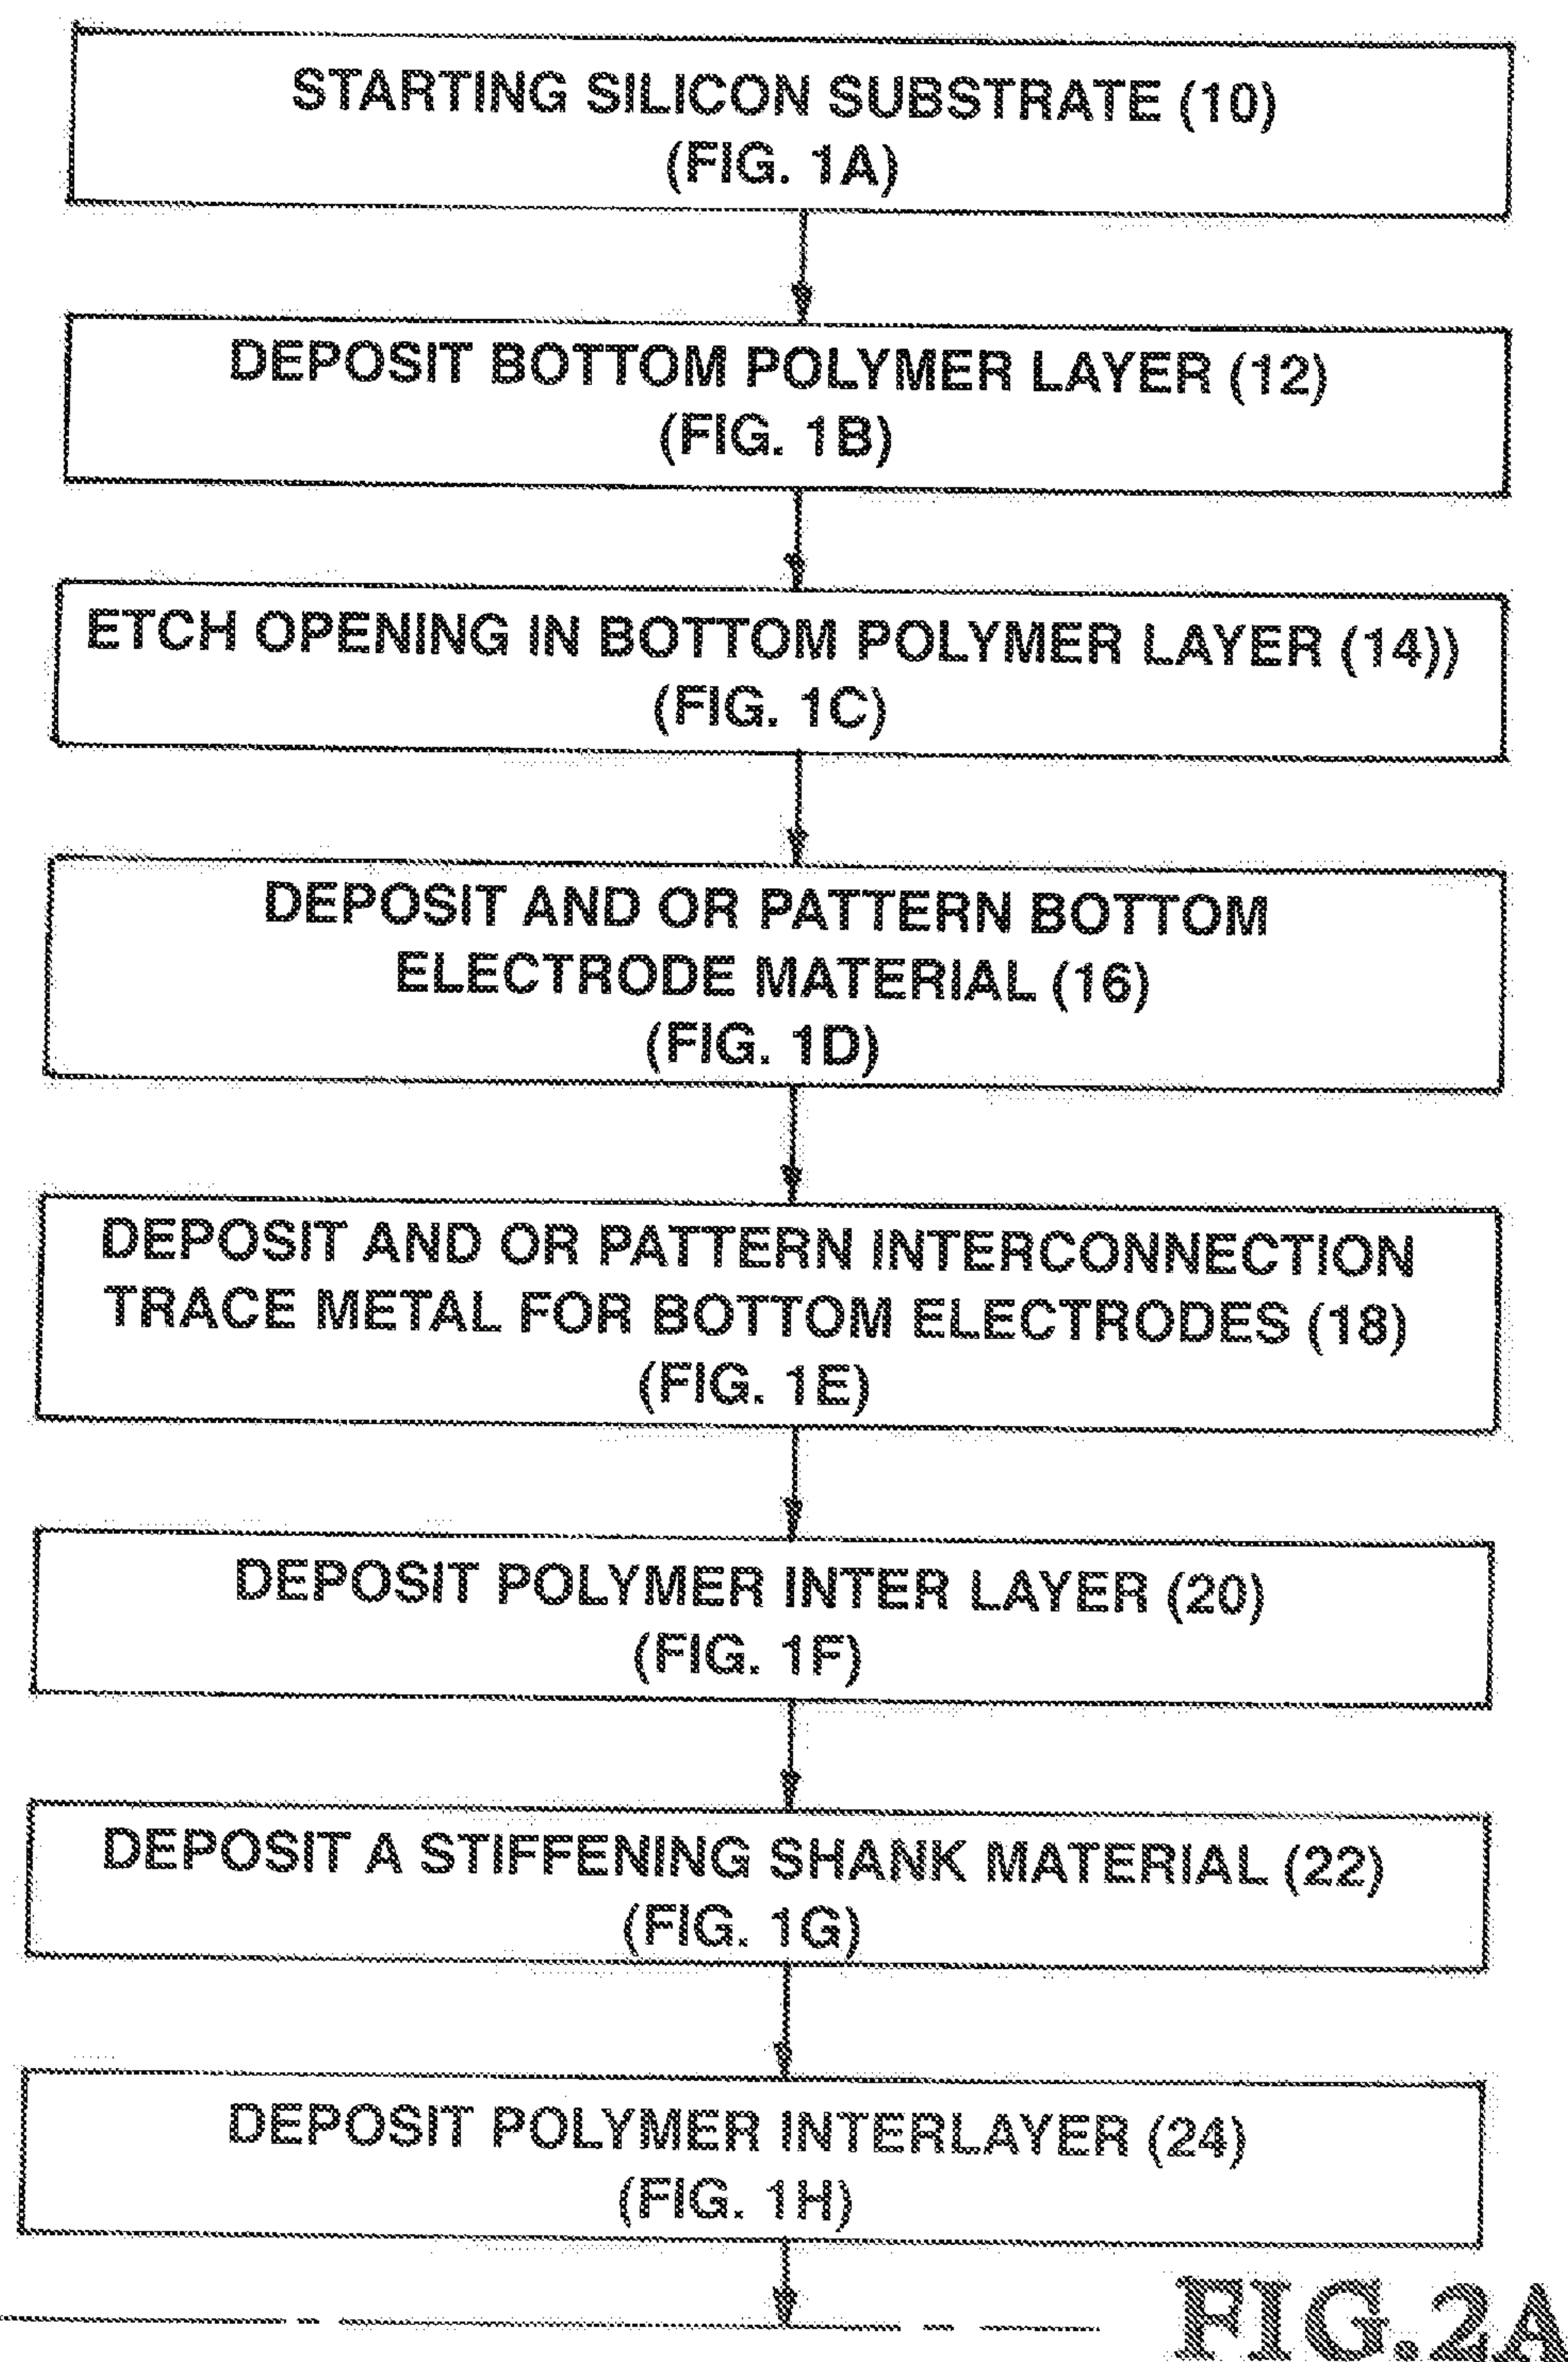 STARTING SILICON SUBSTRATE (10)
(FIG. 1A)
DEPOSIT BOTTOM POLYMER LAYER (12)
(FIG. 1B)
ETCH OPENING IN BOTTOM POLYMER LAYER (14))
(FIG. 1C)
DEPOSIT AND OR PATTERN BOTTOM
ELECTRODE MATERIAL (16)
(FIG. 1D)
DEPOSIT AND OR PATTERN INTERCONNECTION
TRACE METAL FOR BOTTOM ELECTRODES (18)
(FIG. 1E)
DEPOSIT POLYMER INTER LAYER (20)
(FIG. 1F)
DEPOSIT A STIFFENING SHANK MATERIAL (22)
(FIG. 1G)
DEPOSIT POLYMER INTERLAYER (24)
(FIG. 1H)
FIG.2A